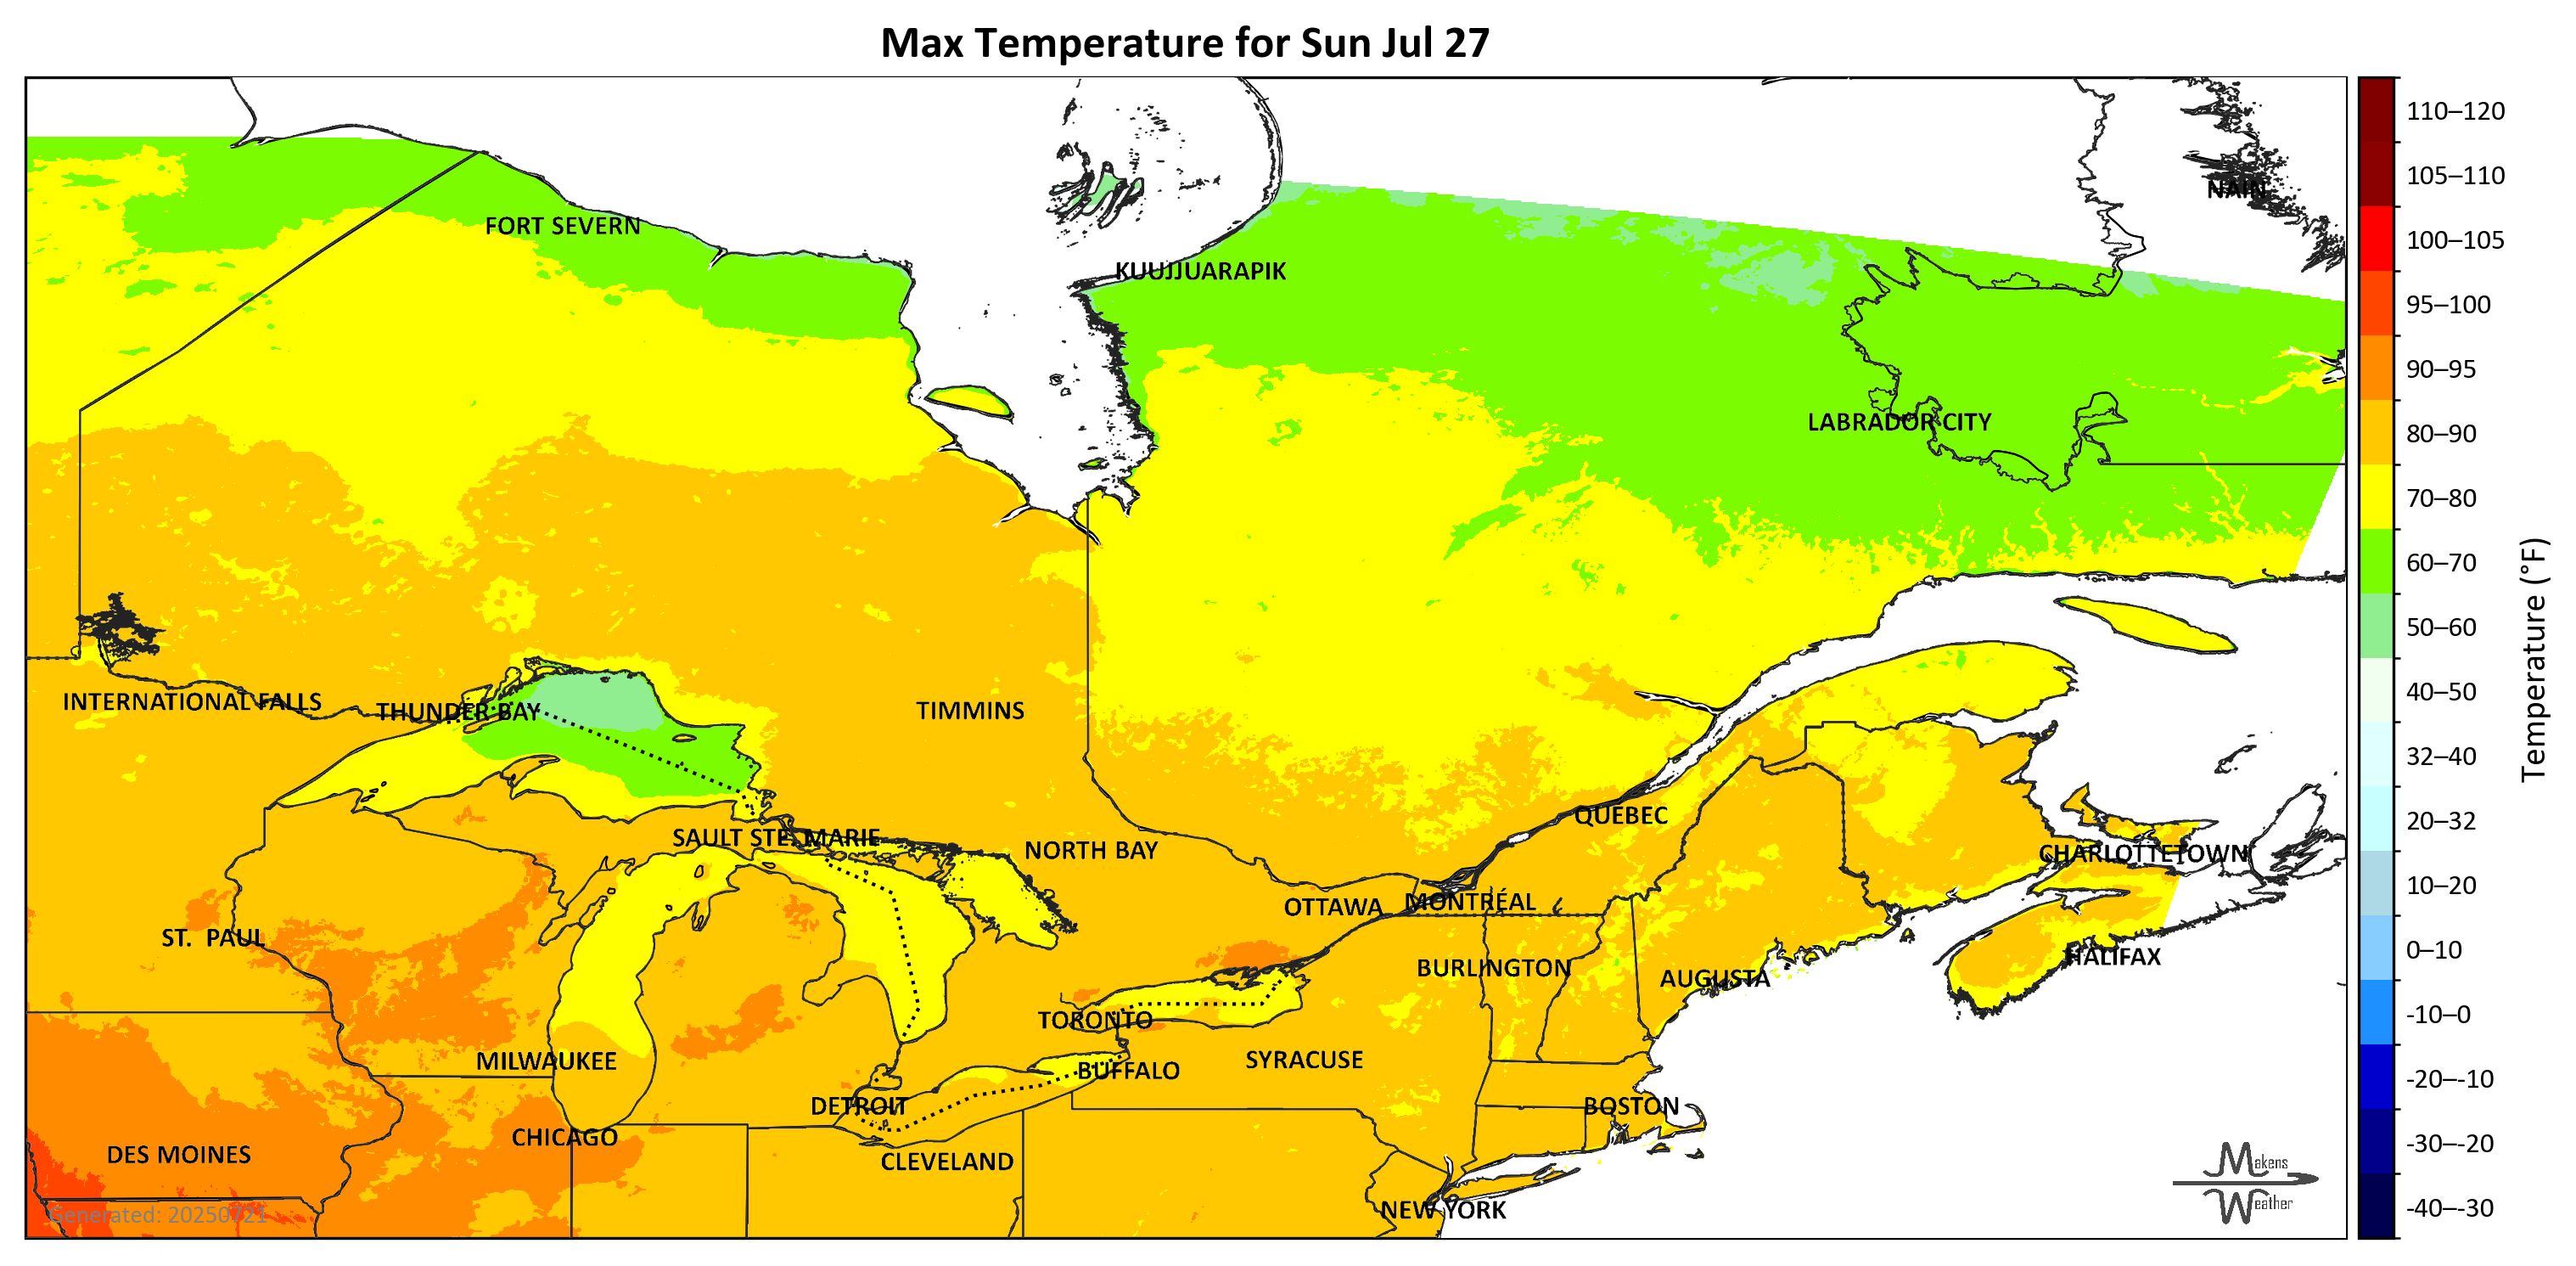 Max Temperature for Sun Jul 27
NAIN
FORT SEVERN
KUUJJUARAPIK
LABRADOR CITY
INTERNATIONAL FALLS
THUNDER BAY
TIMMINS
QUÉBEC
SAULT STE. MARIE
NORTH BAY
CHARLOTTETOWN
OTTAWA
MONTRÉAL
ST.  PAUL
HALIFAX
BURLINGTON
AUGUSTA
TORONTO
MILWAUKEE
SYRACUSE
BUFFALO
DETROIT
BOSTON
CHICAGO
DES MOINES
CLEVELAND
NEW YORK
Generated: 20250721
Makens
Weather
110–120
105–110
100–105
95–100
90–95
80–90
70–80
60–70
50–60
40–50
32–40
20–32
10–20
0–10
-10–0
-20–-10
-30–-20
-40–-30
Temperature (°F)